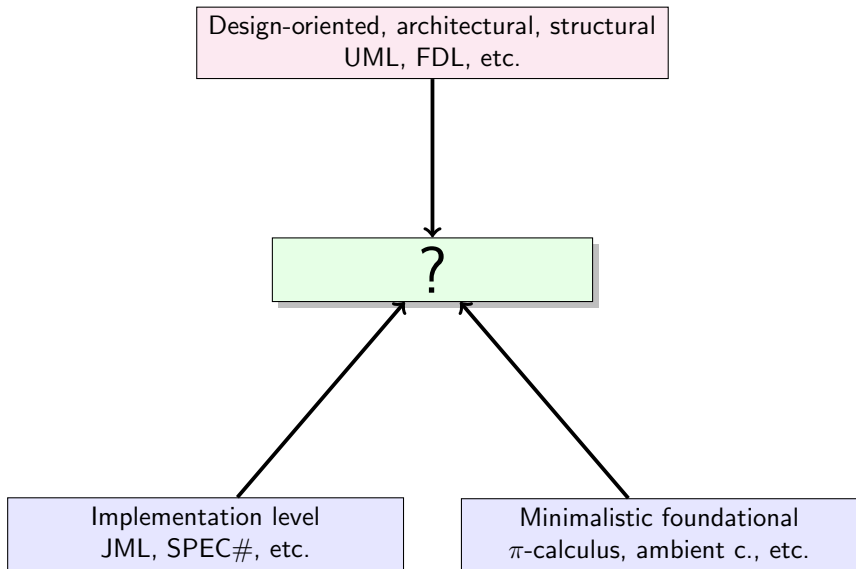 Design-oriented, architectural, structural
UML, FDL, etc.
?
Implementation level
JML, SPEC#, etc.
Minimalistic foundational
π-calculus, ambient c., etc.